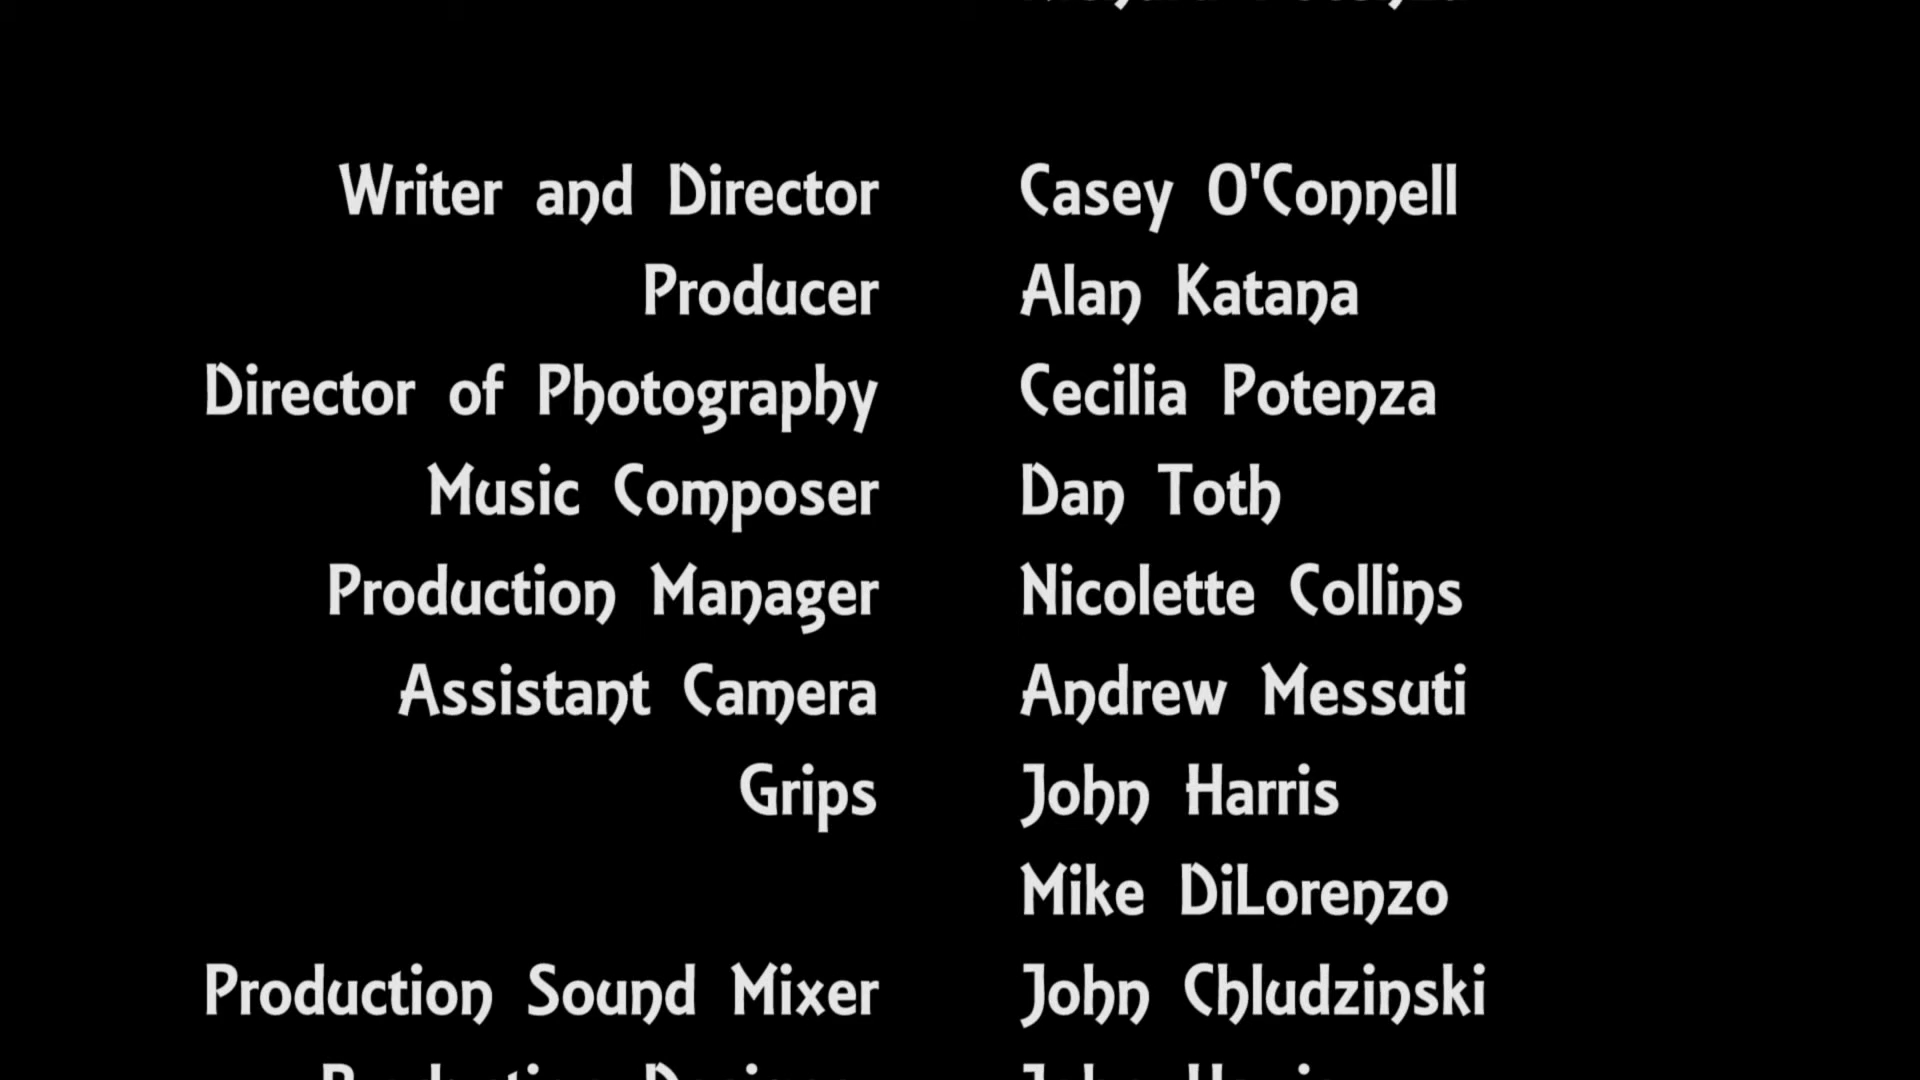 Writer and Director Casey O'Connell
Producer Alan Katana
Director of Photography Cecilia Potenza
Music Composer Dan Toth
Production Manager Nicolette Collins
Assistant Camera Andrew Messuti
Grips John Harris
Mike DiLorenzo
Production Sound Mixer John Chludzinski